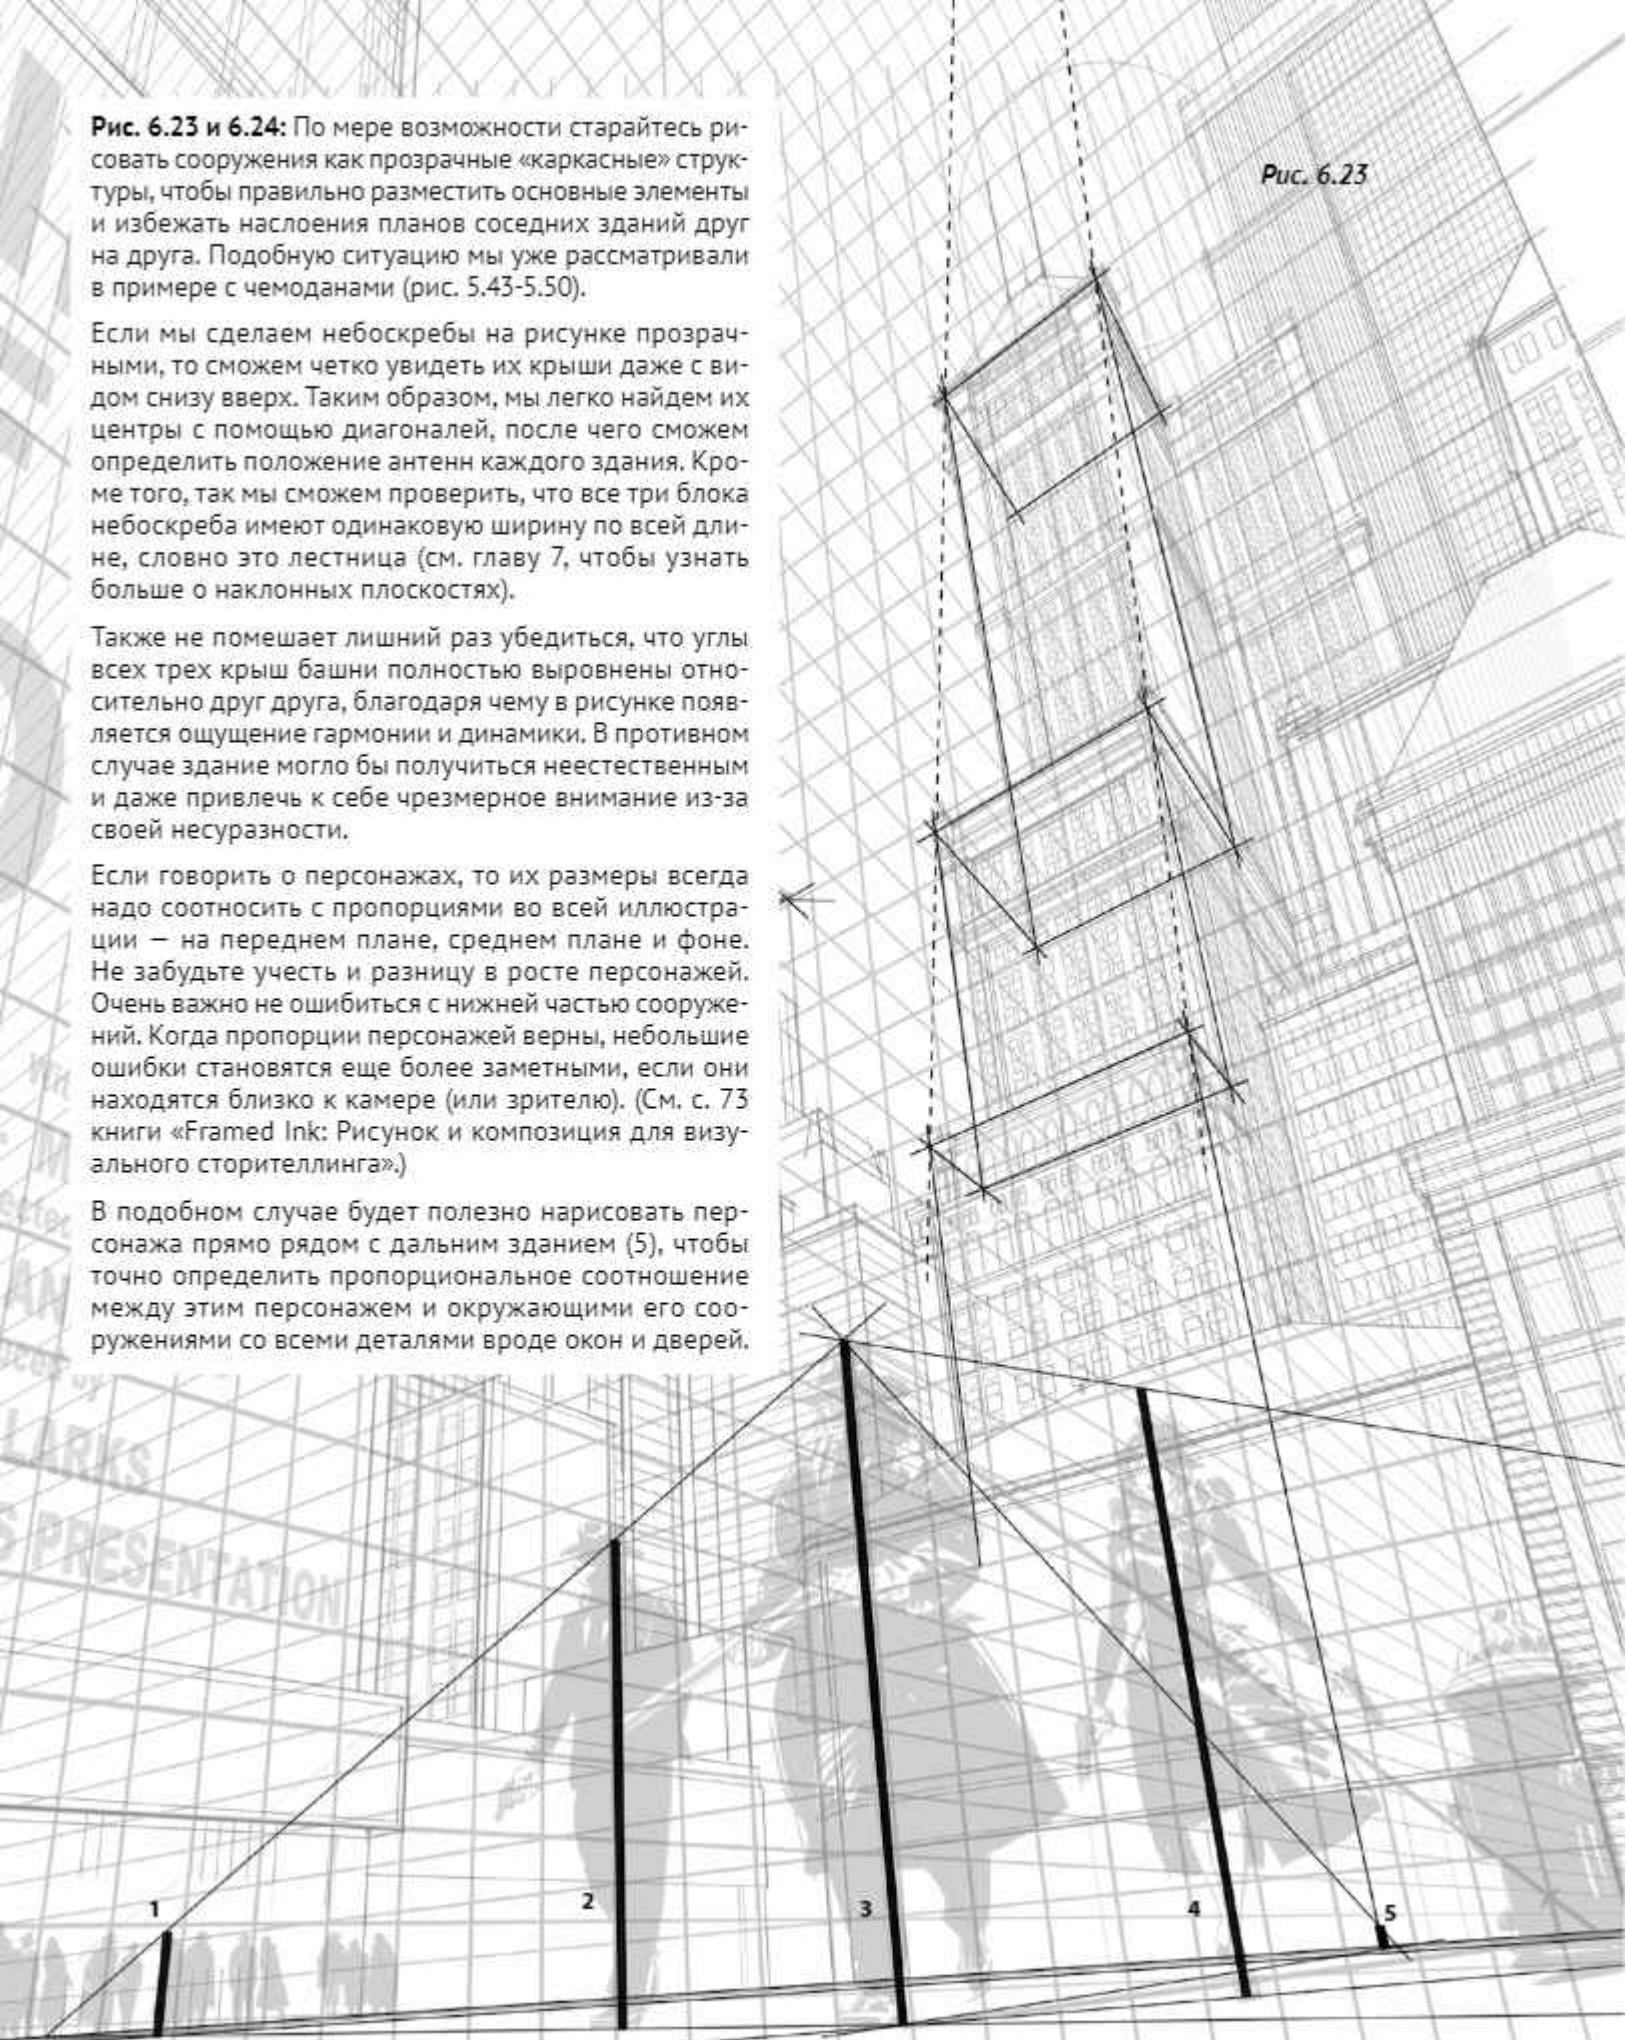 Рис. 6.23 и 6.24: По мере возможности старайтесь ри-
совать сооружения как прозрачные «каркасные» струк-
туры, чтобы правильно разместить основные элементы
и избежать наслоения планов соседних зданий друг
на друга. Подобную ситуацию мы уже рассматривали
в примере с чемоданами (рис. 5.43-5.50).
Если мы сделаем небоскребы на рисунке прозрач-
ными, то сможем четко увидеть их крыши даже с ви-
дом снизу вверх. Таким образом, мы легко найдем их
центры с помощью диагоналей, после чего сможем
определить положение антенн каждого здания. Кро-
ме того, так мы сможем проверить, что все три блока
небоскреба имеют одинаковую ширину по всей дли-
не, словно это лестница (см. главу 7, чтобы узнать
больше о наклонных плоскостях).
Также не помешает лишний раз убедиться, что углы
всех трех крыш башни полностью выровнены отно-
сительно друг друга, благодаря чему в рисунке появ-
ляется ощущение гармонии и динамики. В противном
случае здание могло бы получиться неестественным
и даже привлечь к себе чрезмерное внимание из-за
своей несуразности.
Если говорить о персонажах, то их размеры всегда
надо соотносить с пропорциями во всей иллюстра-
ции — на переднем плане, среднем плане и фоне.
Не забудьте учесть и разницу в росте персонажей.
Очень важно не ошибиться с нижней частью сооруже-
ний. Когда пропорции персонажей верны, небольшие
ошибки становятся еще более заметными, если они
находятся близко к камере (или зрителю). (См. с. 73
книги «Framed Ink: Рисунок и композиция для визу-
ального сторителлинга».)
В подобном случае будет полезно нарисовать пер-
сонажа прямо рядом с дальним зданием (5), чтобы
точно определить пропорциональное соотношение
между этим персонажем и окружающими его соо-
ружениями со всеми деталями вроде окон и дверей.
Рис. 6.23
LARKS
S PRESENTATION
1
2
3
4
5